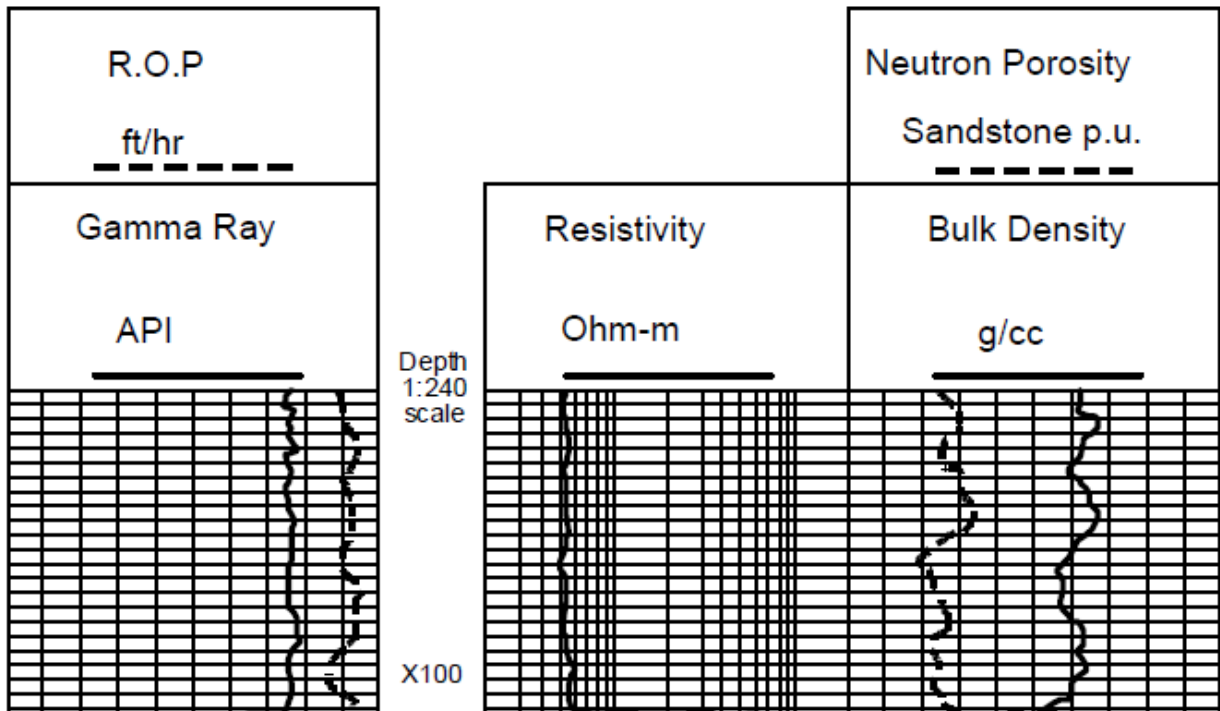 R.O.P
ft/hr
Gamma Ray
API
Depth
1:240
scale
X100
Resistivity
Ohm-m
Neutron Porosity
Sandstone p.u.
Bulk Density
g/cc